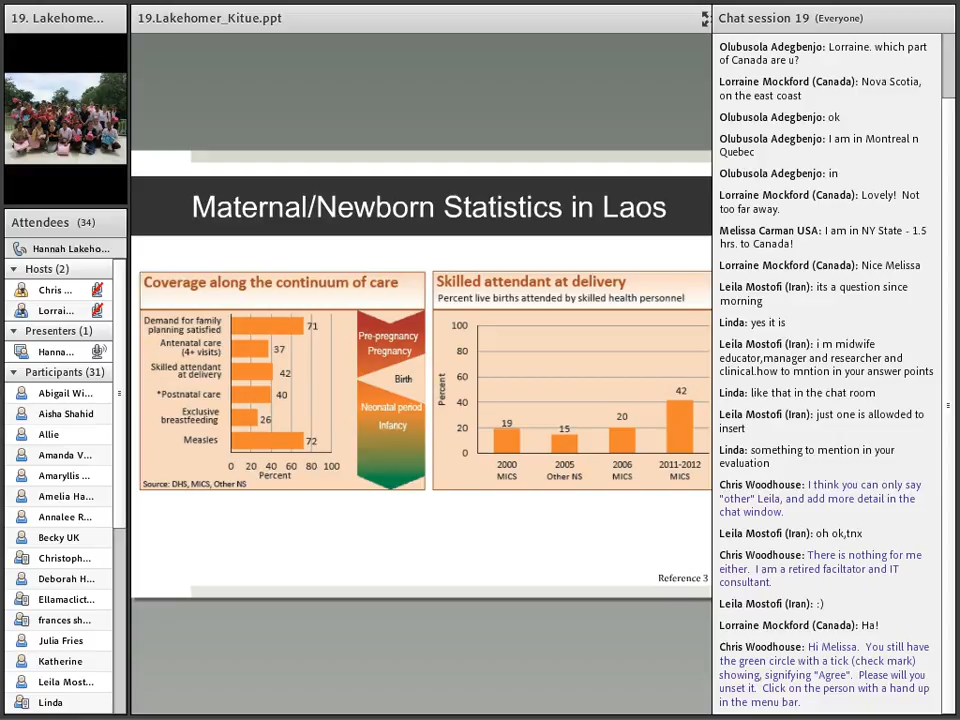 19. Lakehome...
Attendees (34)
Hannah Lakeho...
Hosts (2)
Chris ...
Lorrai...
Presenters (1)
Hanna...
Participants (31)
Abigail Wi...
Aisha Shahid
Allie
Amanda V...
Amaryllis ...
Amelia Ha...
Annalee R...
Becky UK
Christoph...
Deborah H...
Ellamaclict...
frances sh...
Julia Fries
Katherine
Leila Most...
Linda
19.Lakehomer_Kitue.ppt
Maternal/Newborn Statistics in Laos
Coverage along the continuum of care
Demand for family
planning satisfied
71
Antenatal care
(4+ visits)
37
Skilled attendant
at delivery
42
*Postnatal care
40
Exclusive
breastfeeding
26
Measles
72
0 20 40 60 80 100
Percent
Source: DHS, MICS, Other NS
Pre-pregnancy
Pregnancy
Birth
Neonatal period
Infancy
Skilled attendant at delivery
Percent live births attended by skilled health personnel
Percent
100
80
60
40
20
0
19
15
20
42
2000 2005 2006 2011-2012
MICS Other NS MICS MICS
Reference 3
Chat session 19 (Everyone)
Olubusola Adegbenjo: Lorraine. which part
of Canada are u?
Lorraine Mockford (Canada): Nova Scotia,
on the east coast
Olubusola Adegbenjo: ok
Olubusola Adegbenjo: I am in Montreal n
Quebec
Olubusola Adegbenjo: in
Lorraine Mockford (Canada): Lovely! Not
too far away.
Melissa Carman USA: I am in NY State - 1.5
hrs. to Canada!
Lorraine Mockford (Canada): Nice Melissa
Leila Mostofi (Iran): its a question since
morning
Linda: yes it is
Leila Mostofi (Iran): i m midwife
educator,manager and researcher and
clinical.how to mntion in your answer points
Linda: like that in the chat room
Leila Mostofi (Iran): just one is allowded to
insert
Linda: something to mention in your
evaluation
Chris Woodhouse: I think you can only say
"other" Leila, and add more detail in the
chat window.
Leila Mostofi (Iran): oh ok,tnx
Chris Woodhouse: There is nothing for me
either. I am a retired faciltator and IT
consultant.
Leila Mostofi (Iran): :)
Lorraine Mockford (Canada): Ha!
Chris Woodhouse: Hi Melissa. You still have
the green circle with a tick (check mark)
showing, signifying "Agree". Please will you
unset it. Click on the person with a hand up
in the menu bar.